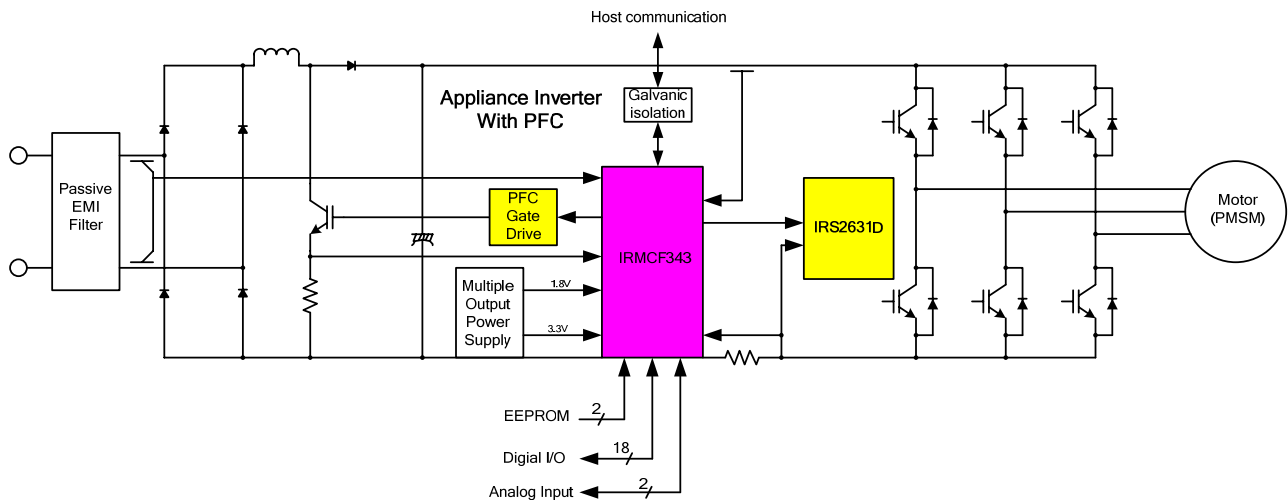 Host communication
Appliance Inverter
With PFC
Galvanic
isolation
Passive
EMI
Filter
PFC
Gate
Drive
IRMCF343
IRS2631D
Motor
(PMSM)
Multiple
Output
Power
Supply
1.8V
3.3V
EEPROM
2
Digial I/O
18
Analog Input
2